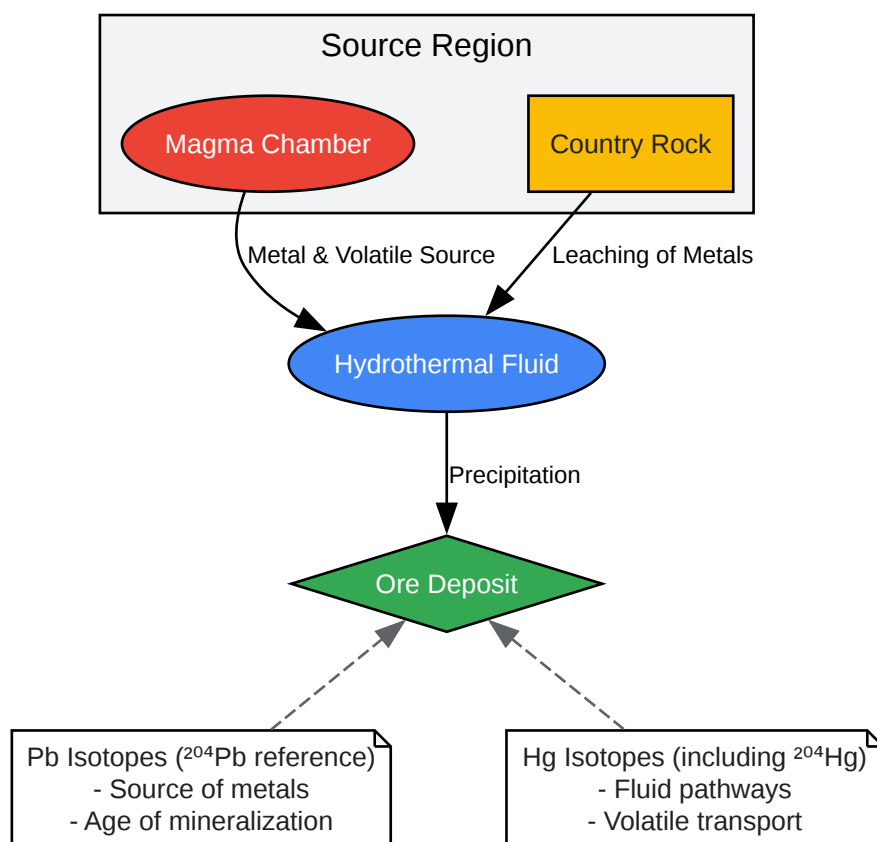 Source Region
Magma Chamber
Country Rock
Metal & Volatile Source
Leaching of Metals
Hydrothermal Fluid
Precipitation
Ore Deposit
Pb Isotopes (²⁰⁴Pb reference)
- Source of metals
- Age of mineralization
Hg Isotopes (including ²⁰⁴Hg)
- Fluid pathways
- Volatile transport